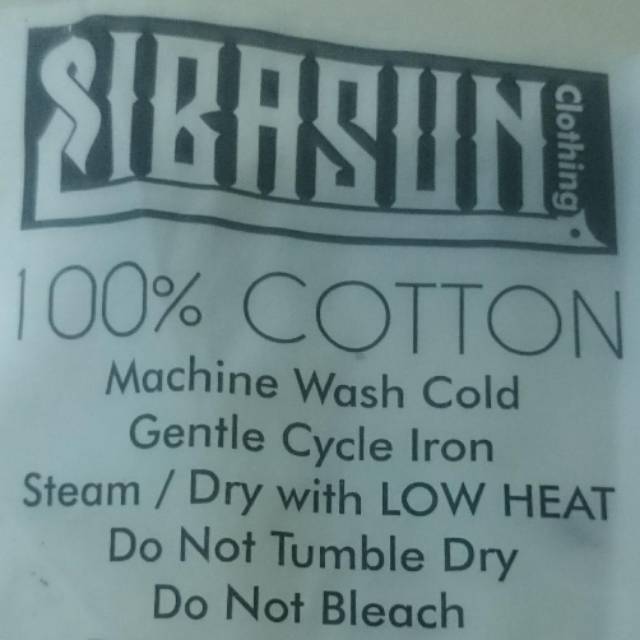 SIBASUN Clothing.
100% COTTON
Machine Wash Cold
Gentle Cycle Iron
Steam / Dry with LOW HEAT
Do Not Tumble Dry
Do Not Bleach